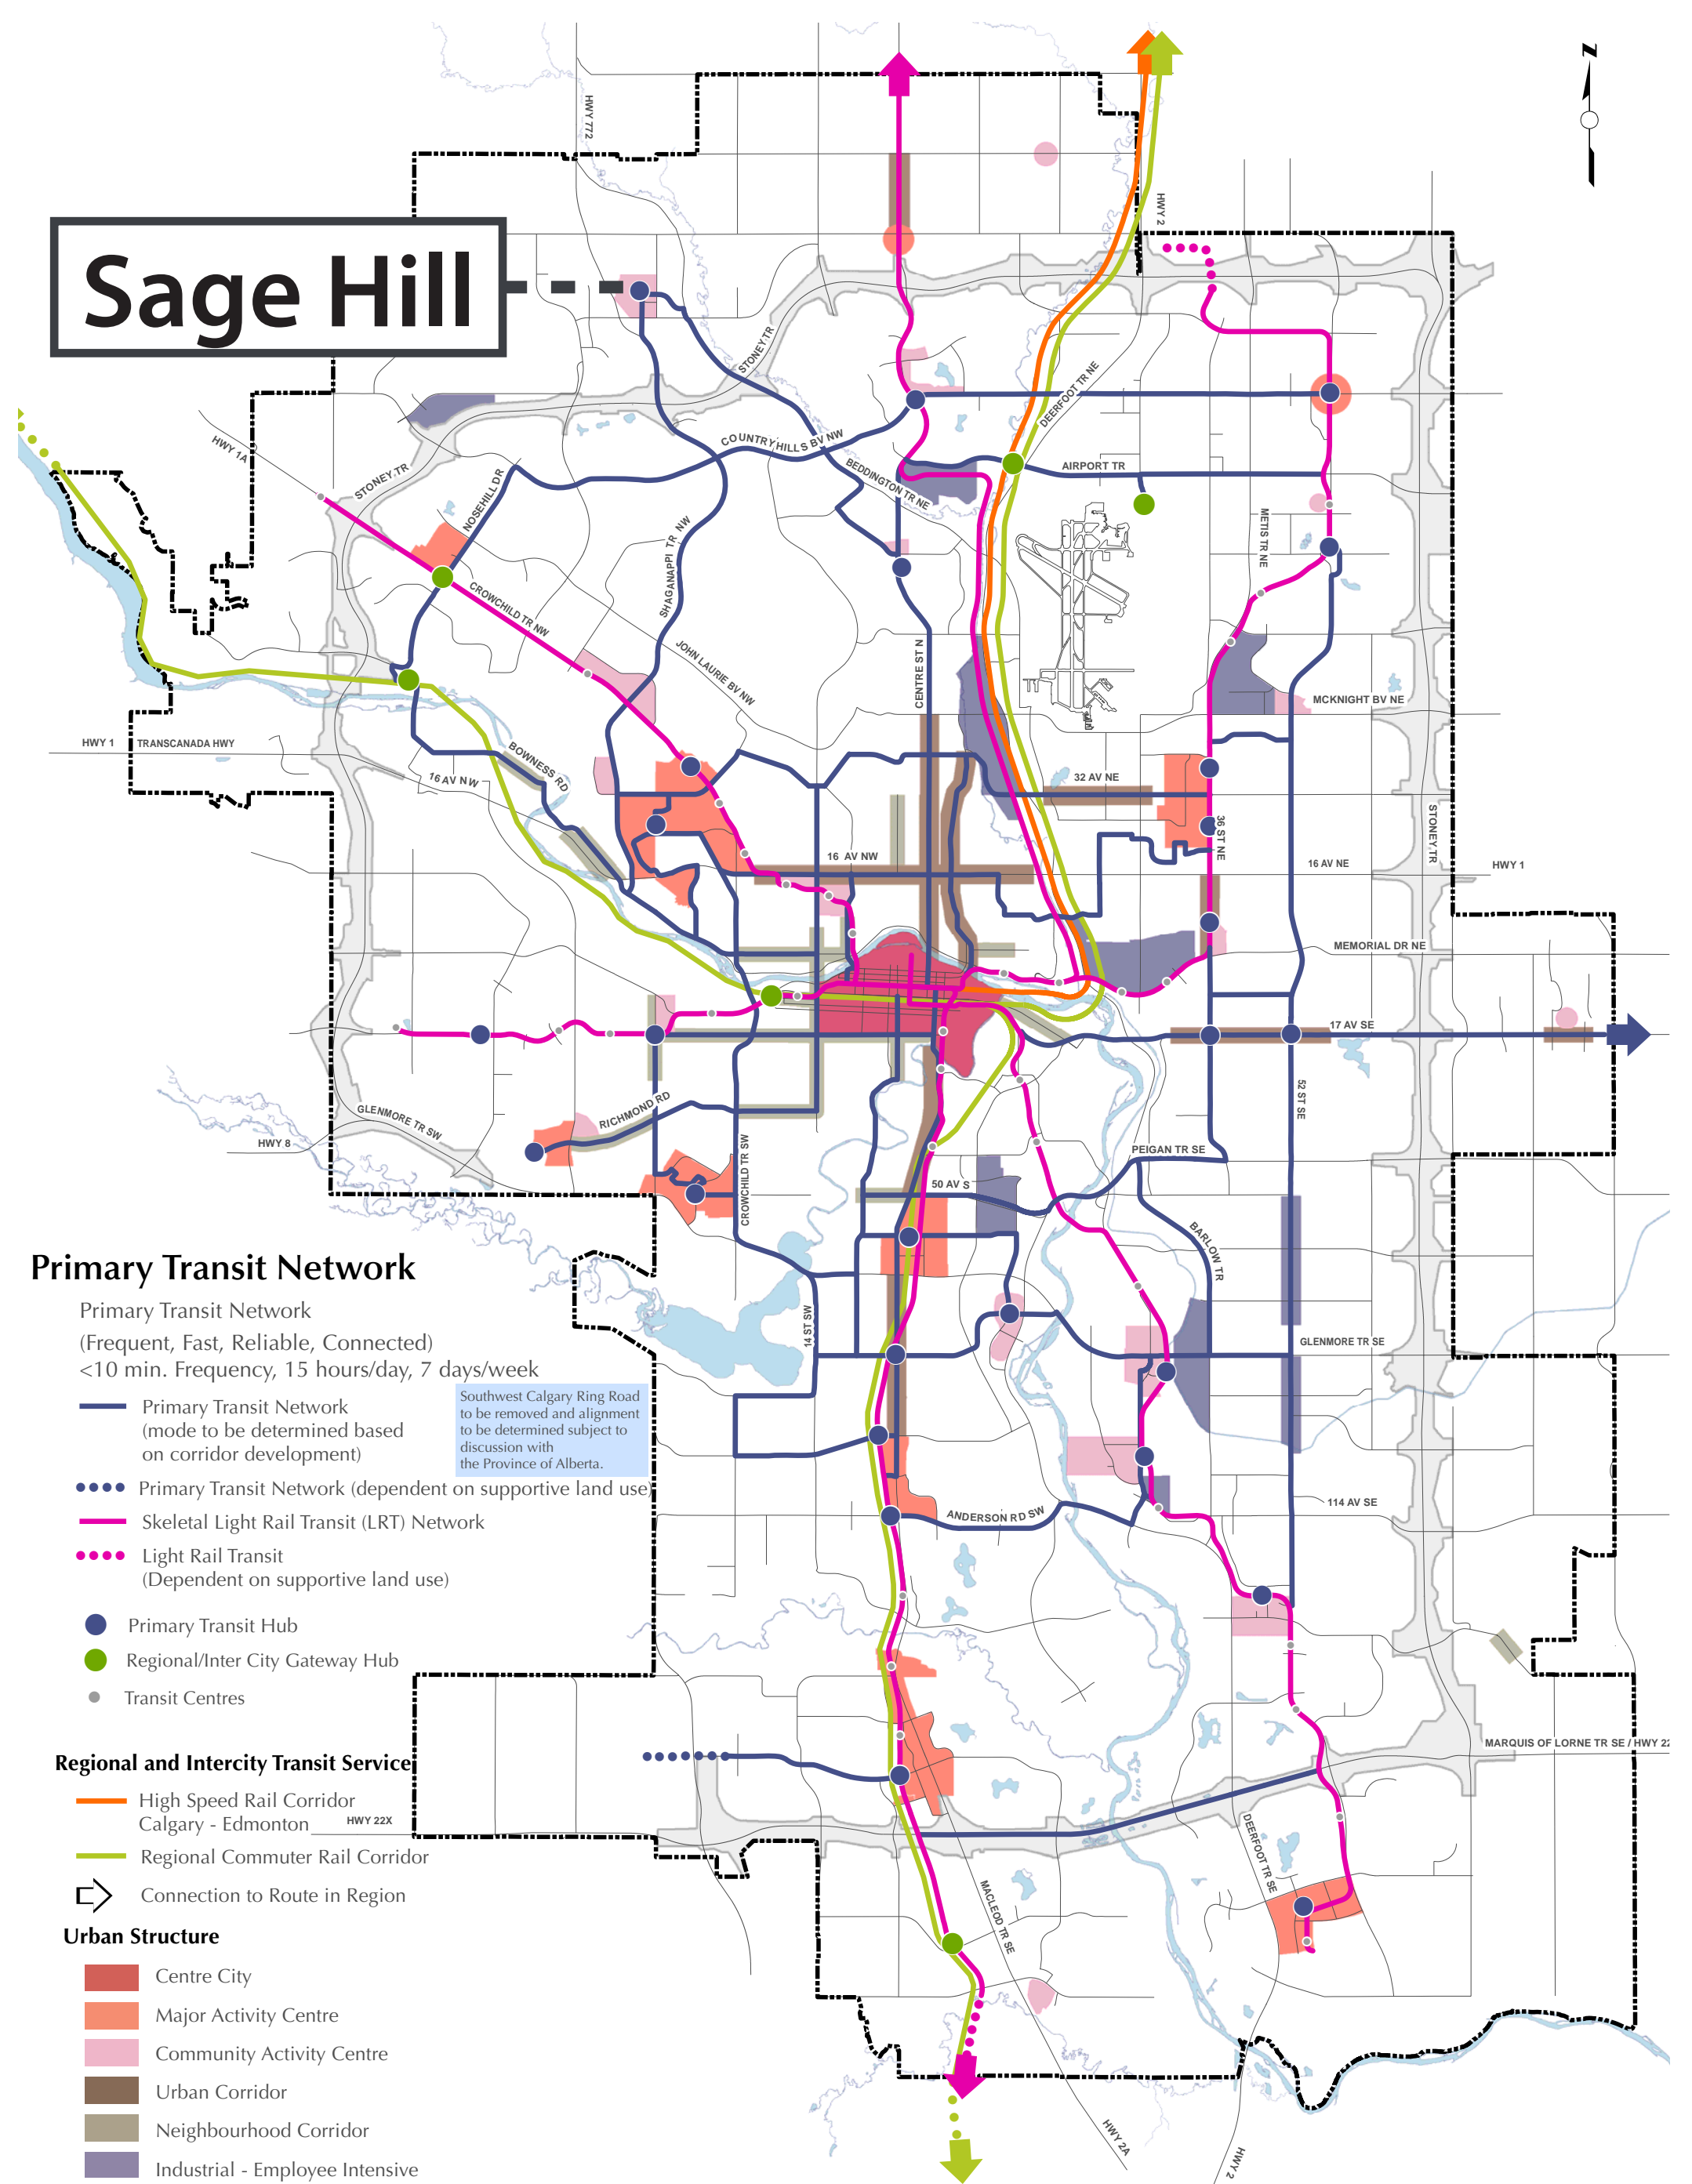 N
HWY 772
HWY 2
Sage Hill
STONEY TR
DEERFOOT TR NE
COUNTRY HILLS BV NW
HWY 1A
STONEY TR
NOSEHILL DR
BEDDINGTON TR NE
AIRPORT TR
METIS TR NE
SHAGANAPPI TR NW
CROWCHILD TR NW
JOHN LAURIE BV NW
CENTRE ST N
MCKNIGHT BV NE
HWY 1
TRANSCANADA HWY
BOWNESS RD
16 AV NW
32 AV NE
36 ST NE
STONEY TR
16 AV NW
16 AV NE
HWY 1
MEMORIAL DR NE
17 AV SE
52 ST SE
RICHMOND RD
GLENMORE TR SW
HWY 8
CROWCHILD TR SW
PEIGAN TR SE
50 AV S
BARLOW TR
14 ST SW
GLENMORE TR SE
114 AV SE
ANDERSON RD SW
MARQUIS OF LORNE TR SE / HWY 22
DEERFOOT TR SE
MACLEOD TR SE
HWY 2A
HWY 2
Primary Transit Network
Primary Transit Network
(Frequent, Fast, Reliable, Connected)
<10 min. Frequency, 15 hours/day, 7 days/week
Primary Transit Network
(mode to be determined based
on corridor development)
Southwest Calgary Ring Road
to be removed and alignment
to be determined subject to
discussion with
the Province of Alberta.
Primary Transit Network (dependent on supportive land use)
Skeletal Light Rail Transit (LRT) Network
Light Rail Transit
(Dependent on supportive land use)
Primary Transit Hub
Regional/Inter City Gateway Hub
Transit Centres
Regional and Intercity Transit Service
High Speed Rail Corridor
Calgary - Edmonton
HWY 22X
Regional Commuter Rail Corridor
Connection to Route in Region
Urban Structure
Centre City
Major Activity Centre
Community Activity Centre
Urban Corridor
Neighbourhood Corridor
Industrial - Employee Intensive